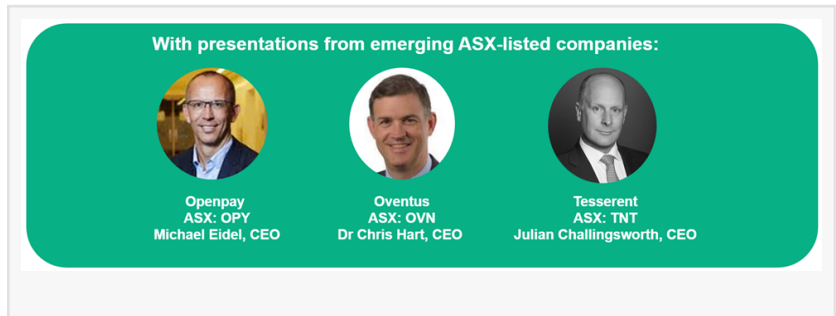 With presentations from emerging ASX-listed companies:
Openpay
ASX: OPY
Michael Eidel, CEO
Oventus
ASX: OVN
Dr Chris Hart, CEO
Tesserent
ASX: TNT
Julian Challingsworth, CEO